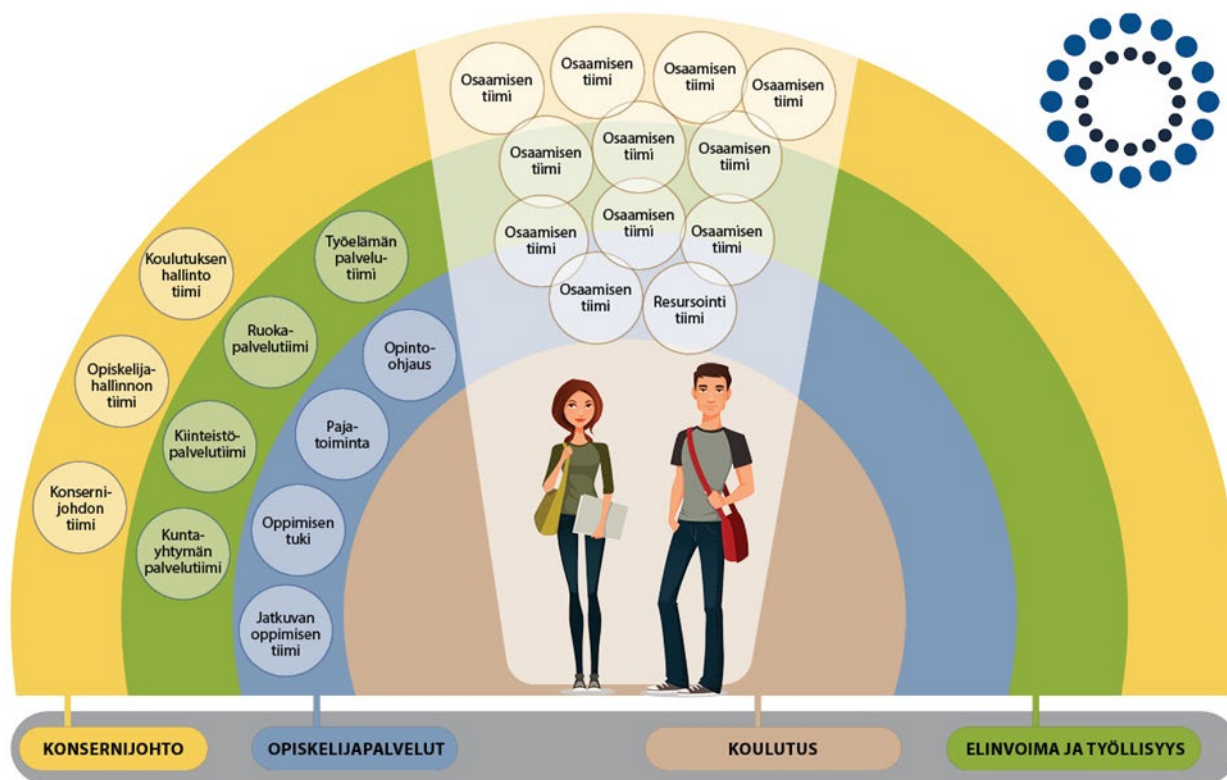 Osaamisen
tiimi
Osaamisen
tiimi
Osaamisen
tiimi
Osaamisen
tiimi
Osaamisen
tiimi
Osaamisen
tiimi
Osaamisen
tiimi
Osaamisen
tiimi
Osaamisen
tiimi
Osaamisen
tiimi
Osaamisen
tiimi
Resursointi
tiimi
Koulutuksen
hallinto
tiimi
Opiskelija-
hallinnon
tiimi
Konserni-
johdon
tiimi
Työelämän
palvelu-
tiimi
Ruoka-
palvelutiimi
Kiinteistö-
palvelutiimi
Kunta-
yhtymän
palvelutiimi
Opinto-
ohjaus
Paja-
toiminta
Oppimisen
tuki
Jatkuvan
oppimisen
tiimi
KONSERNIJOHTO
OPISKELIJAPALVELUT
KOULUTUS
ELINVOIMA JA TYÖLLISYYS